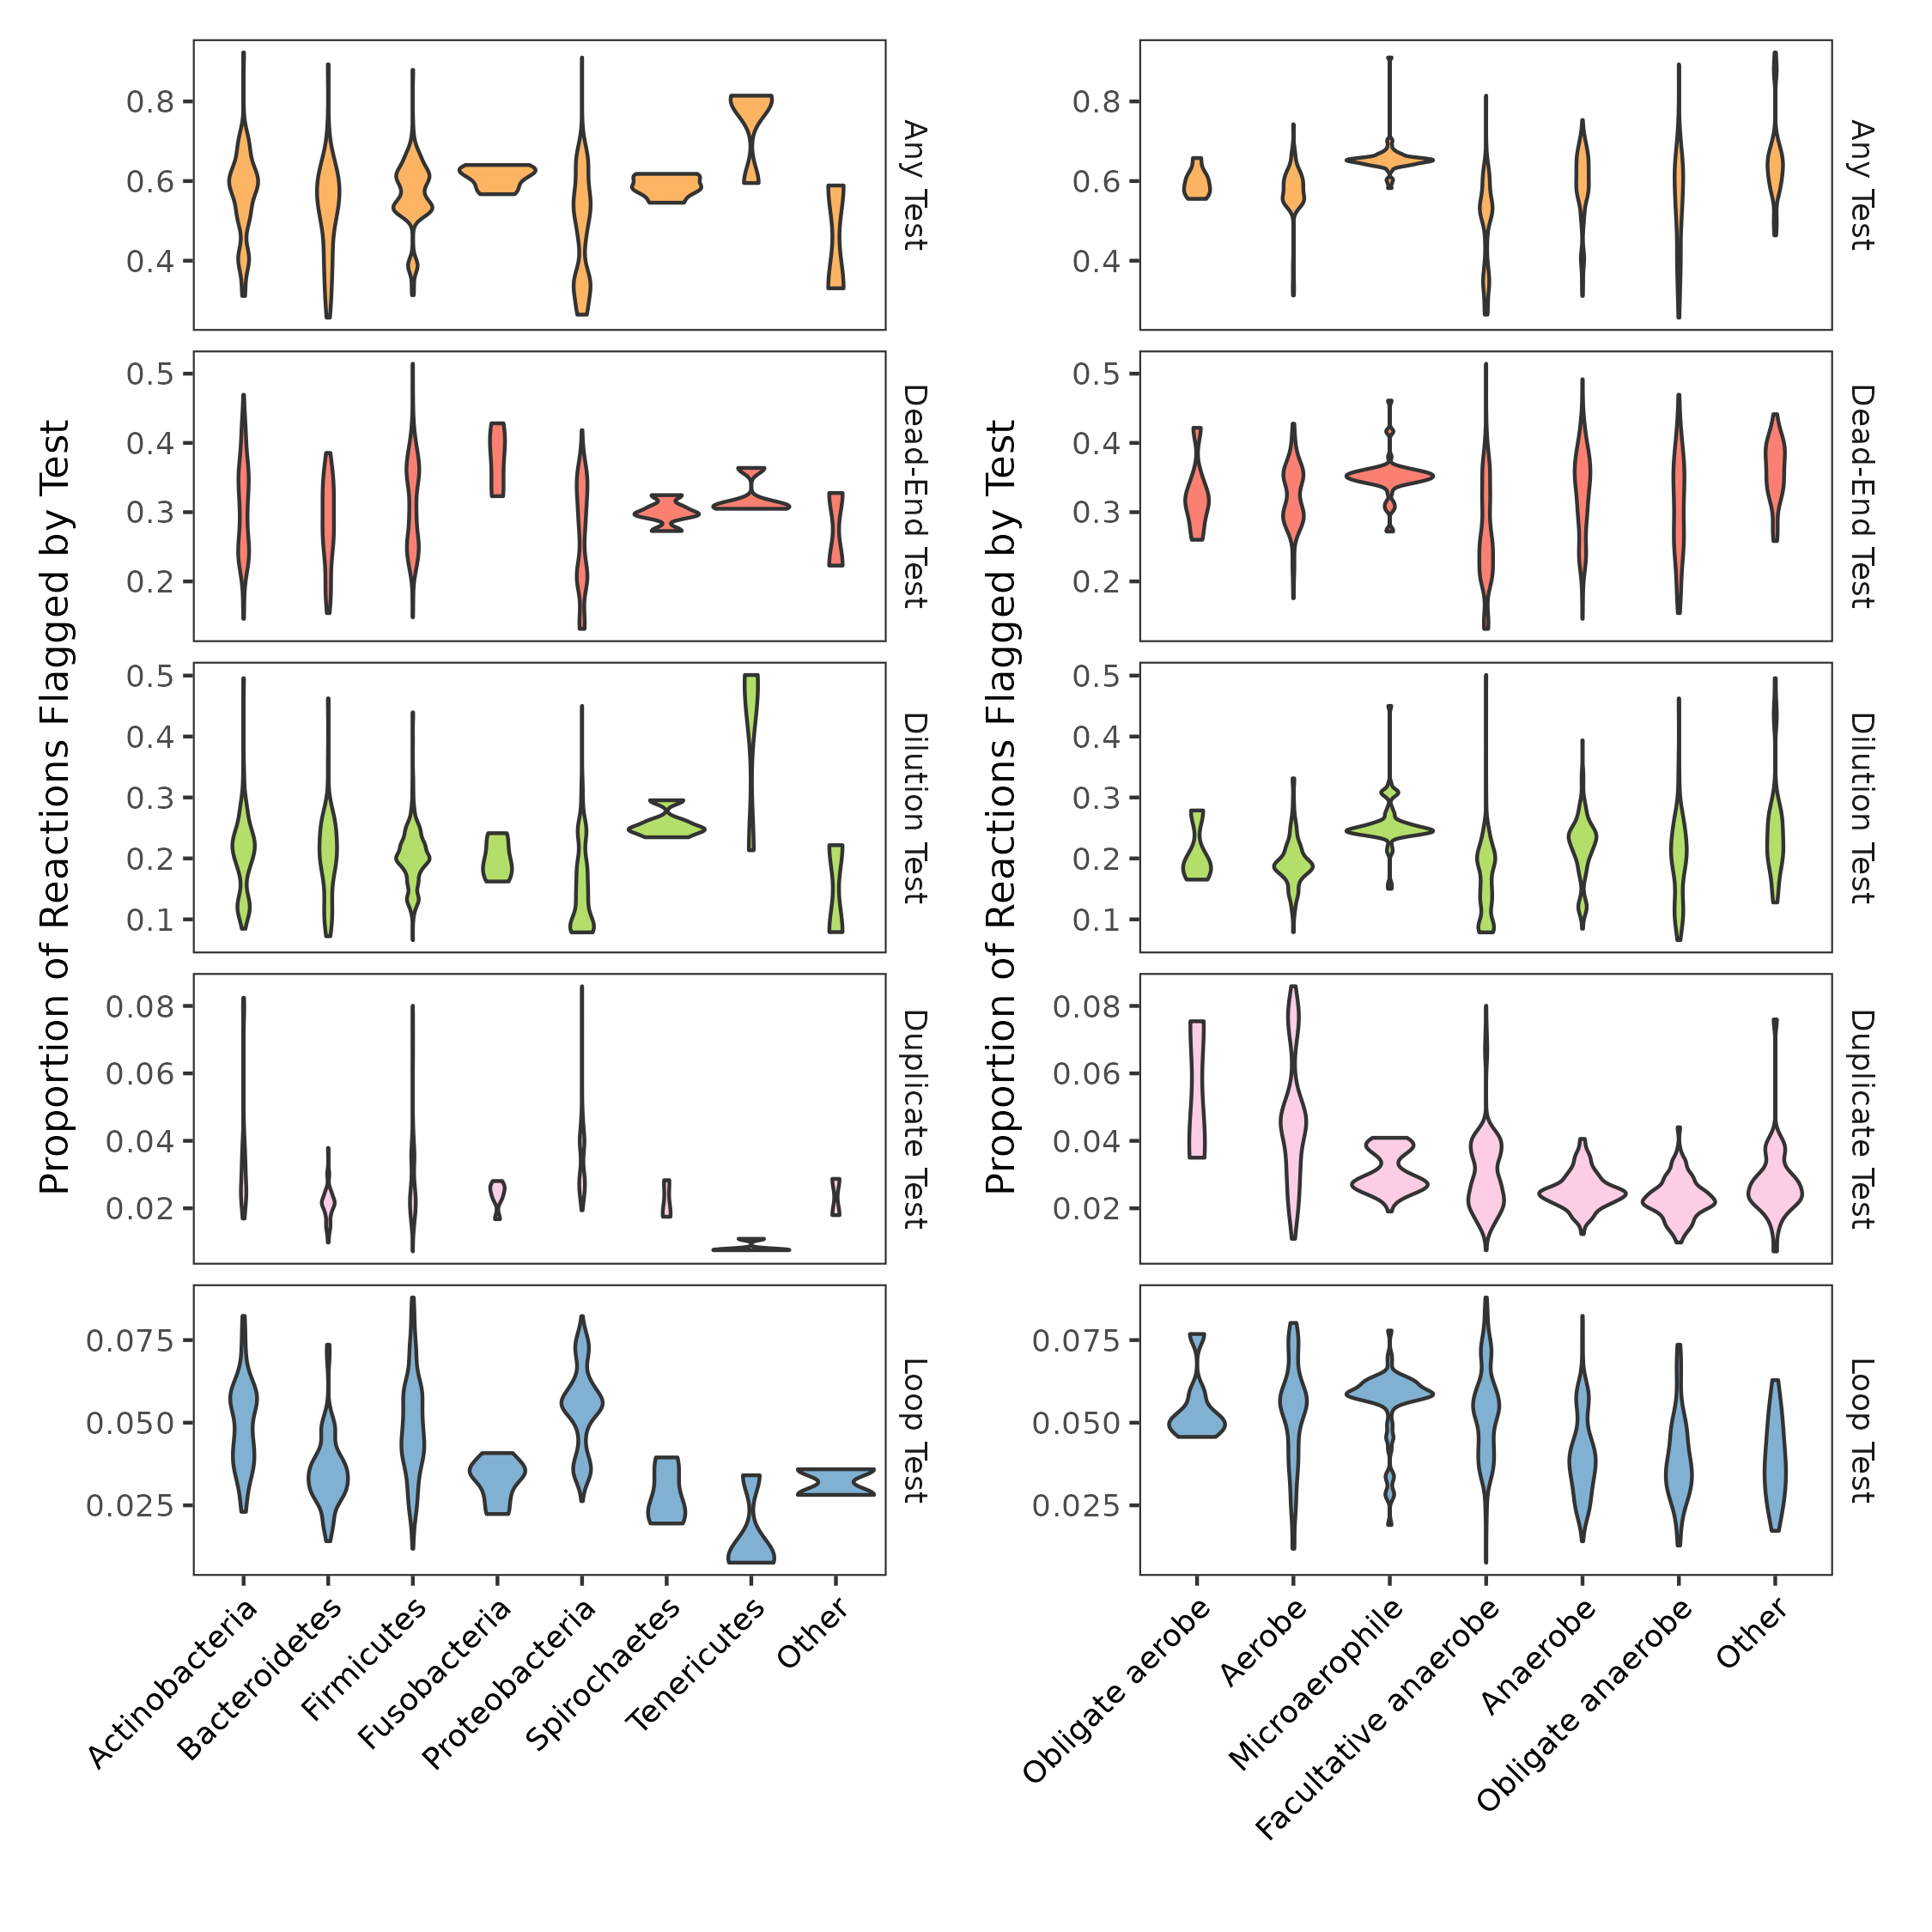 Proportion of Reactions Flagged by Test
0.8
0.6
0.4
Any Test
0.5
0.4
0.3
0.2
Dead-End Test
0.5
0.4
0.3
0.2
0.1
Dilution Test
0.08
0.06
0.04
0.02
Duplicate Test
0.075
0.050
0.025
Loop Test
Actinobacteria
Bacteroidetes
Firmicutes
Fusobacteria
Proteobacteria
Spirochaetes
Tenericutes
Other
Proportion of Reactions Flagged by Test
0.8
0.6
0.4
Any Test
0.5
0.4
0.3
0.2
Dead-End Test
0.5
0.4
0.3
0.2
0.1
Dilution Test
0.08
0.06
0.04
0.02
Duplicate Test
0.075
0.050
0.025
Loop Test
Obligate aerobe
Aerobe
Microaerophile
Facultative anaerobe
Anaerobe
Obligate anaerobe
Other